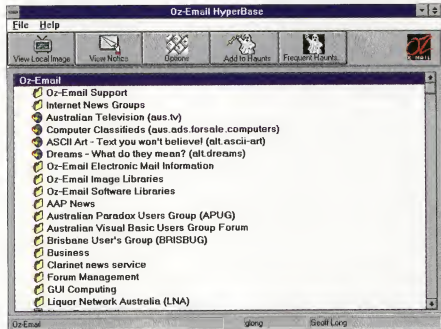 Oz-Email HyperBase
File Help
View Local Image View Notes Options Add to Haunts Frequent Haunts
Oz-Email
Oz-Email Support
Internet News Groups
Australian Television (aus.tv)
Computer Classifieds (aus.ads.forsale.computers)
ASCII Art - Text you won't believe! (alt.ascii-art)
Dreams - What do they mean? (alt.dreams)
Oz-Email Electronic Mail Information
Oz-Email Image Libraries
Oz-Email Software Libraries
AAP News
Australian Paradox Users Group (APUG)
Australian Visual Basic Users Group Forum
Brisbane User's Group (BRISBUG)
Business
Clarinet news service
Forum Management
GUI Computing
Liquor Network Australia (LNA)
Oz-Email glong Geoff Long